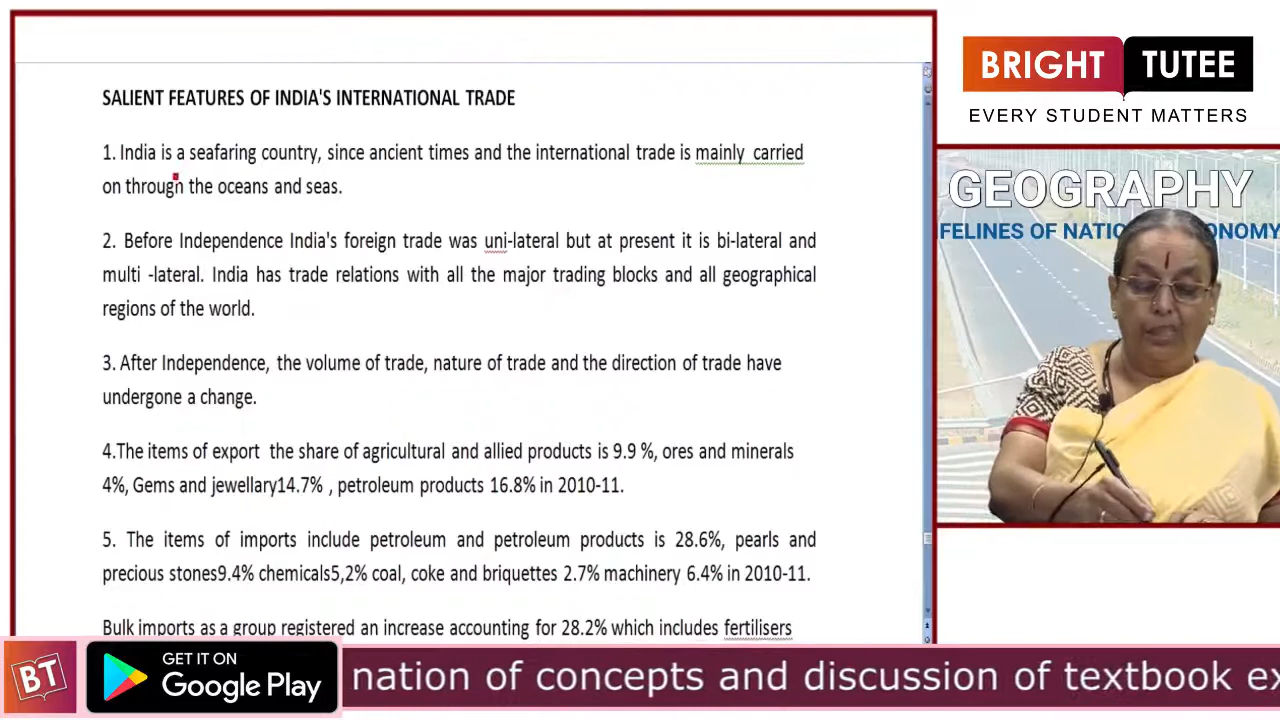 SALIENT FEATURES OF INDIA'S INTERNATIONAL TRADE
1. India is a seafaring country, since ancient times and the international trade is mainly carried
on through the oceans and seas.
2. Before Independence India's foreign trade was uni-lateral but at present it is bi-lateral and
multi -lateral. India has trade relations with all the major trading blocks and all geographical
regions of the world.
3. After Independence, the volume of trade, nature of trade and the direction of trade have
undergone a change.
4.The items of export the share of agricultural and allied products is 9.9 %, ores and minerals
4%, Gems and jewellary14.7% , petroleum products 16.8% in 2010-11.
5. The items of imports include petroleum and petroleum products is 28.6%, pearls and
precious stones9.4% chemicals5,2% coal, coke and briquettes 2.7% machinery 6.4% in 2010-11.
Bulk imports as a group registered an increase accounting for 28.2% which includes fertilisers
BRIGHT TUTEE
EVERY STUDENT MATTERS
GEOGRAPHY
FELINES OF NATIO ONOMY
BT
GET IT ON
Google Play
nation of concepts and discussion of textbook ex